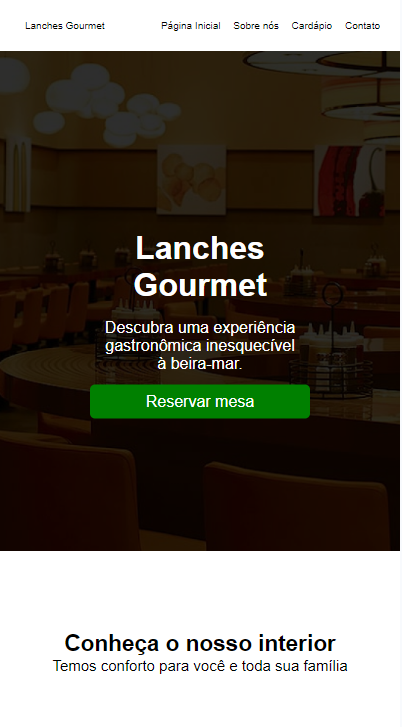 Lanches Gourmet Página Inicial Sobre nós Cardápio Contato
Lanches
Gourmet
Descubra uma experiência
gastronômica inesquecível
à beira-mar.
Reservar mesa
Conheça o nosso interior
Temos conforto para você e toda sua família